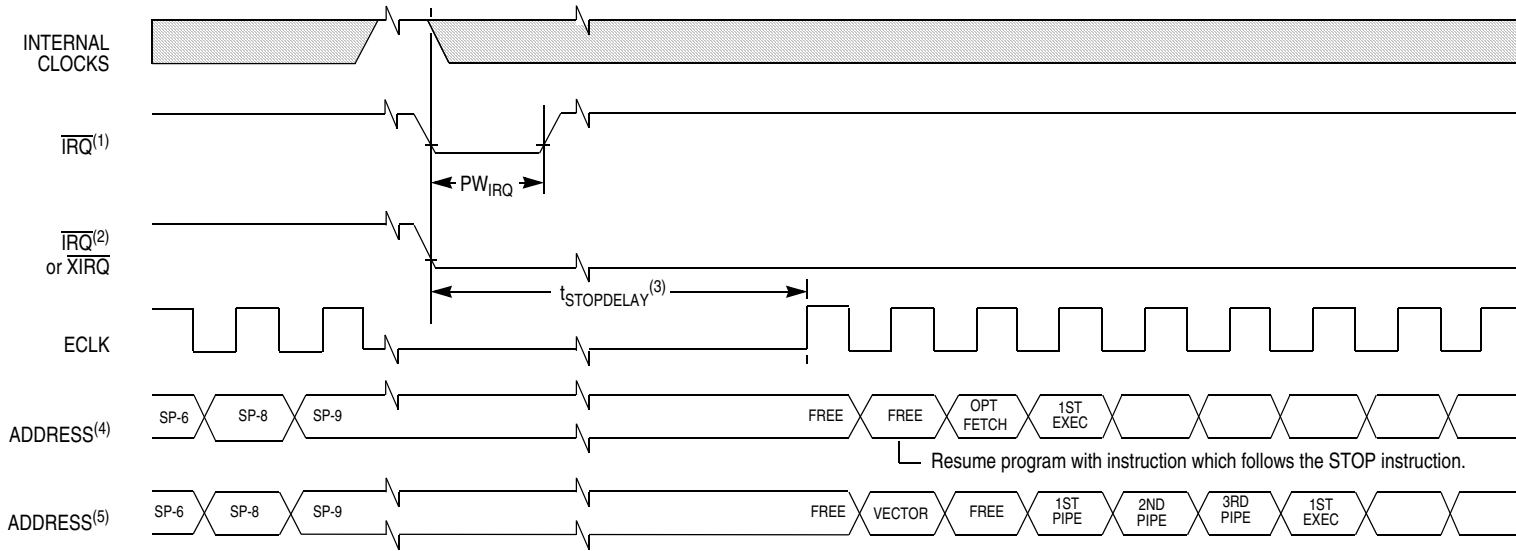 INTERNAL
CLOCKS
IRQ(1)
PWIRQ
IRQ(2)
or XIRQ
tSTOPDELAY(3)
ECLK
ADDRESS(4)
SP-6 SP-8 SP-9 FREE FREE OPT FETCH 1ST EXEC
Resume program with instruction which follows the STOP instruction.
ADDRESS(5)
SP-6 SP-8 SP-9 FREE VECTOR FREE 1ST PIPE 2ND PIPE 3RD PIPE 1ST EXEC